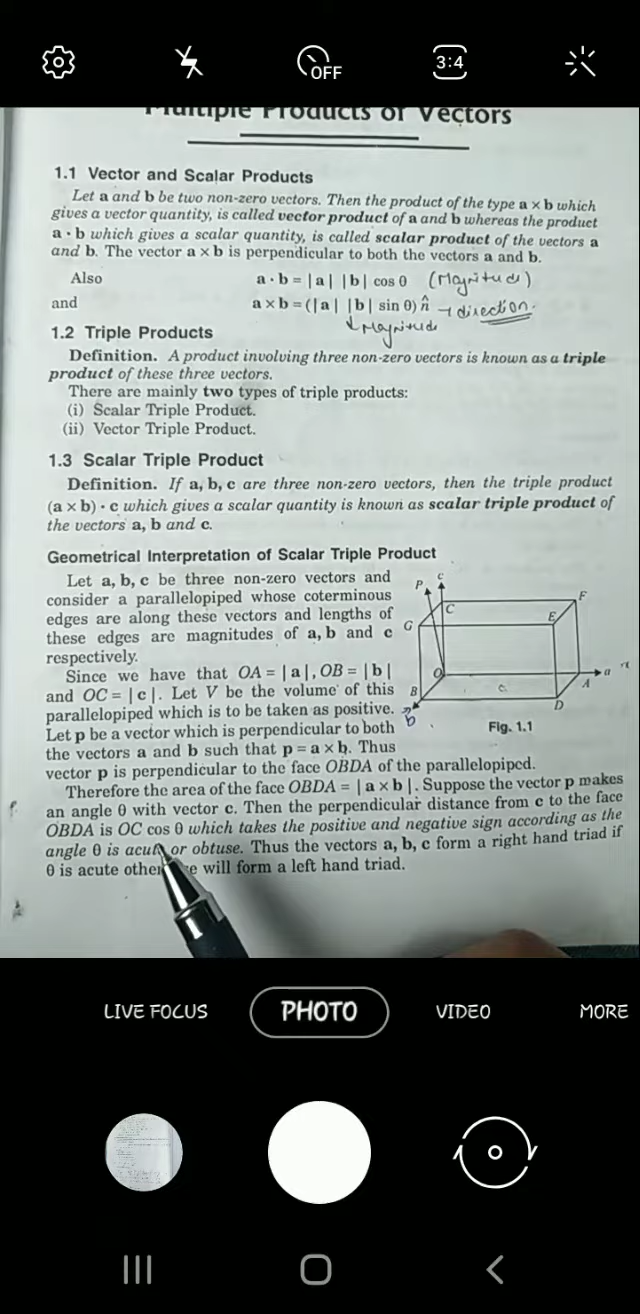 OFF
3:4
Multiple Products of Vectors
1.1 Vector and Scalar Products
Let a and b be two non-zero vectors. Then the product of the type a × b which
gives a vector quantity, is called vector product of a and b whereas the product
a · b which gives a scalar quantity, is called scalar product of the vectors a
and b. The vector a × b is perpendicular to both the vectors a and b.
Also a · b = | a | | b | cos θ (Magnitude)
and a × b = (| a | | b | sin θ) n̂ → direction.
↓ Magnitude
1.2 Triple Products
Definition. A product involving three non-zero vectors is known as a triple
product of these three vectors.
There are mainly two types of triple products:
(i) Scalar Triple Product.
(ii) Vector Triple Product.
1.3 Scalar Triple Product
Definition. If a, b, c are three non-zero vectors, then the triple product
(a × b) · c which gives a scalar quantity is known as scalar triple product of
the vectors a, b and c.
Geometrical Interpretation of Scalar Triple Product
Let a, b, c be three non-zero vectors and
consider a parallelopiped whose coterminous
edges are along these vectors and lengths of
these edges are magnitudes of a, b and c
respectively.
Since we have that OA = | a |, OB = | b |
and OC = | c |. Let V be the volume of this
parallelopiped which is to be taken as positive.
Let p be a vector which is perpendicular to both
the vectors a and b such that p = a × b. Thus
P c
C F
G E
O a
B A
c
D
b
Fig. 1.1
vector p is perpendicular to the face OBDA of the parallelopiped.
Therefore the area of the face OBDA = | a × b |. Suppose the vector p makes
an angle θ with vector c. Then the perpendicular distance from c to the face
OBDA is OC cos θ which takes the positive and negative sign according as the
angle θ is acute or obtuse. Thus the vectors a, b, c form a right hand triad if
θ is acute will form a left hand triad.
LIVE FOCUS
PHOTO
VIDEO
MORE